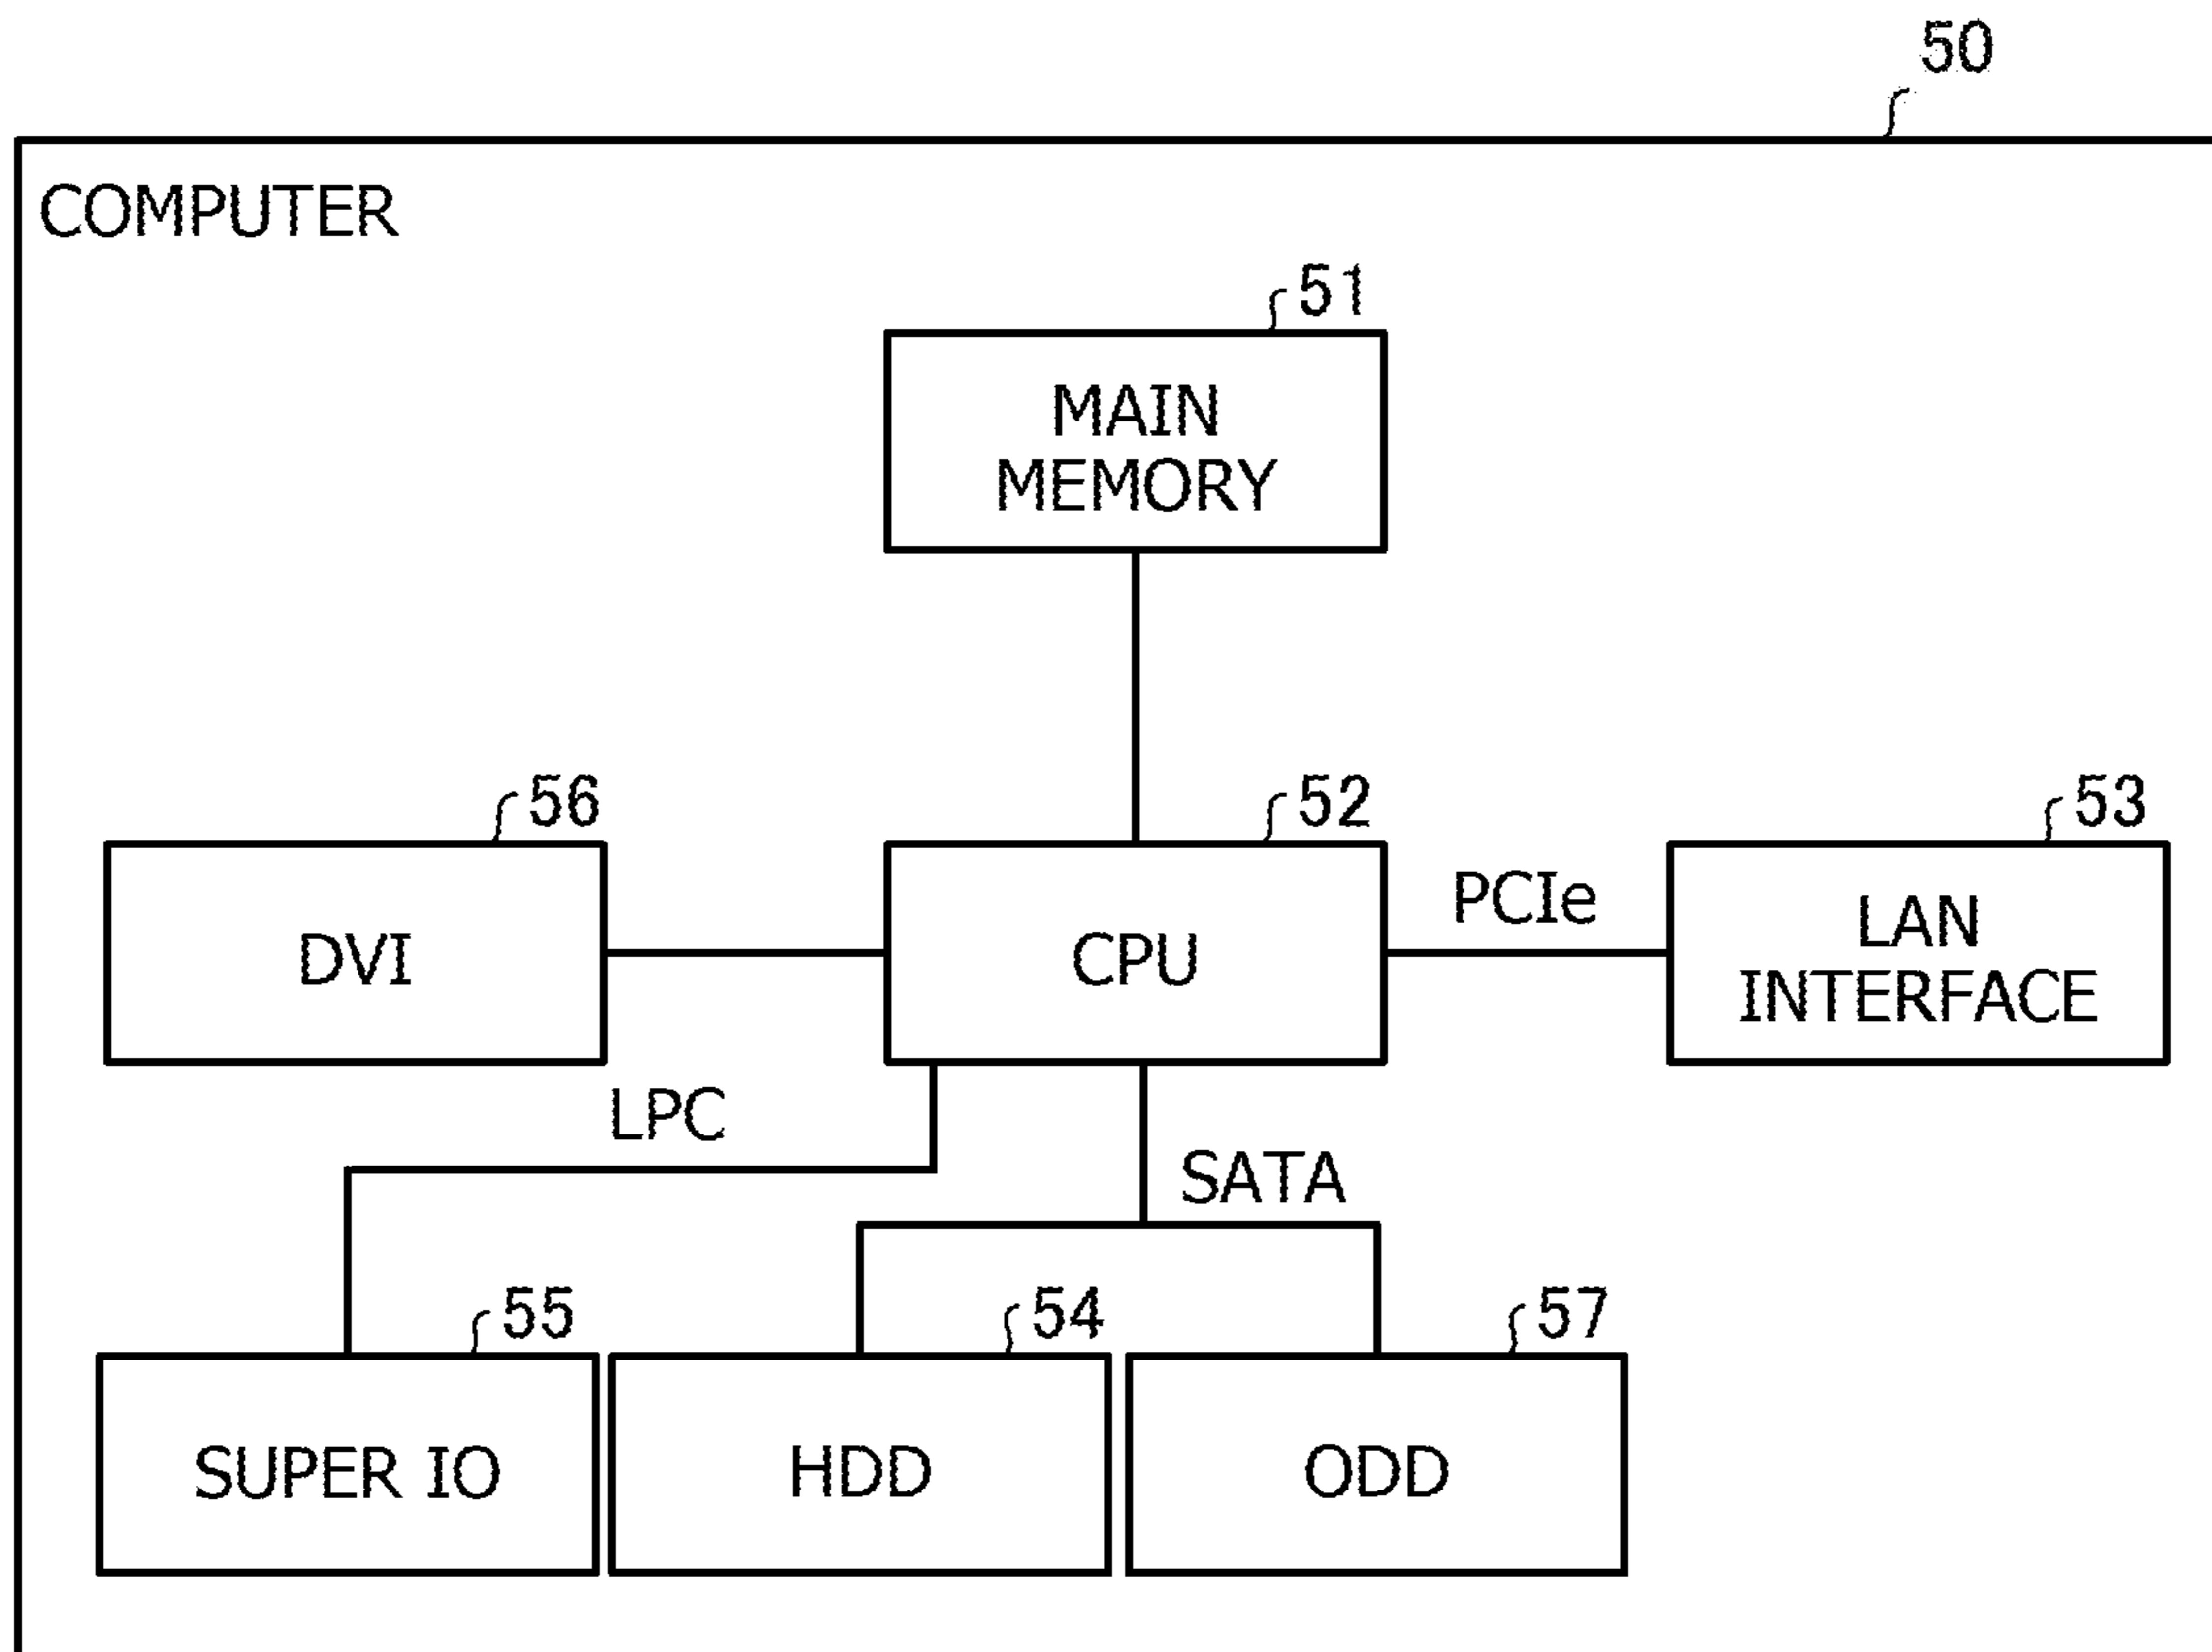 50
COMPUTER
51
MAIN
MEMORY
56
52
53
DVI
CPU
PCIe
LAN
INTERFACE
LPC
SATA
55
54
57
SUPER IO
HDD
ODD